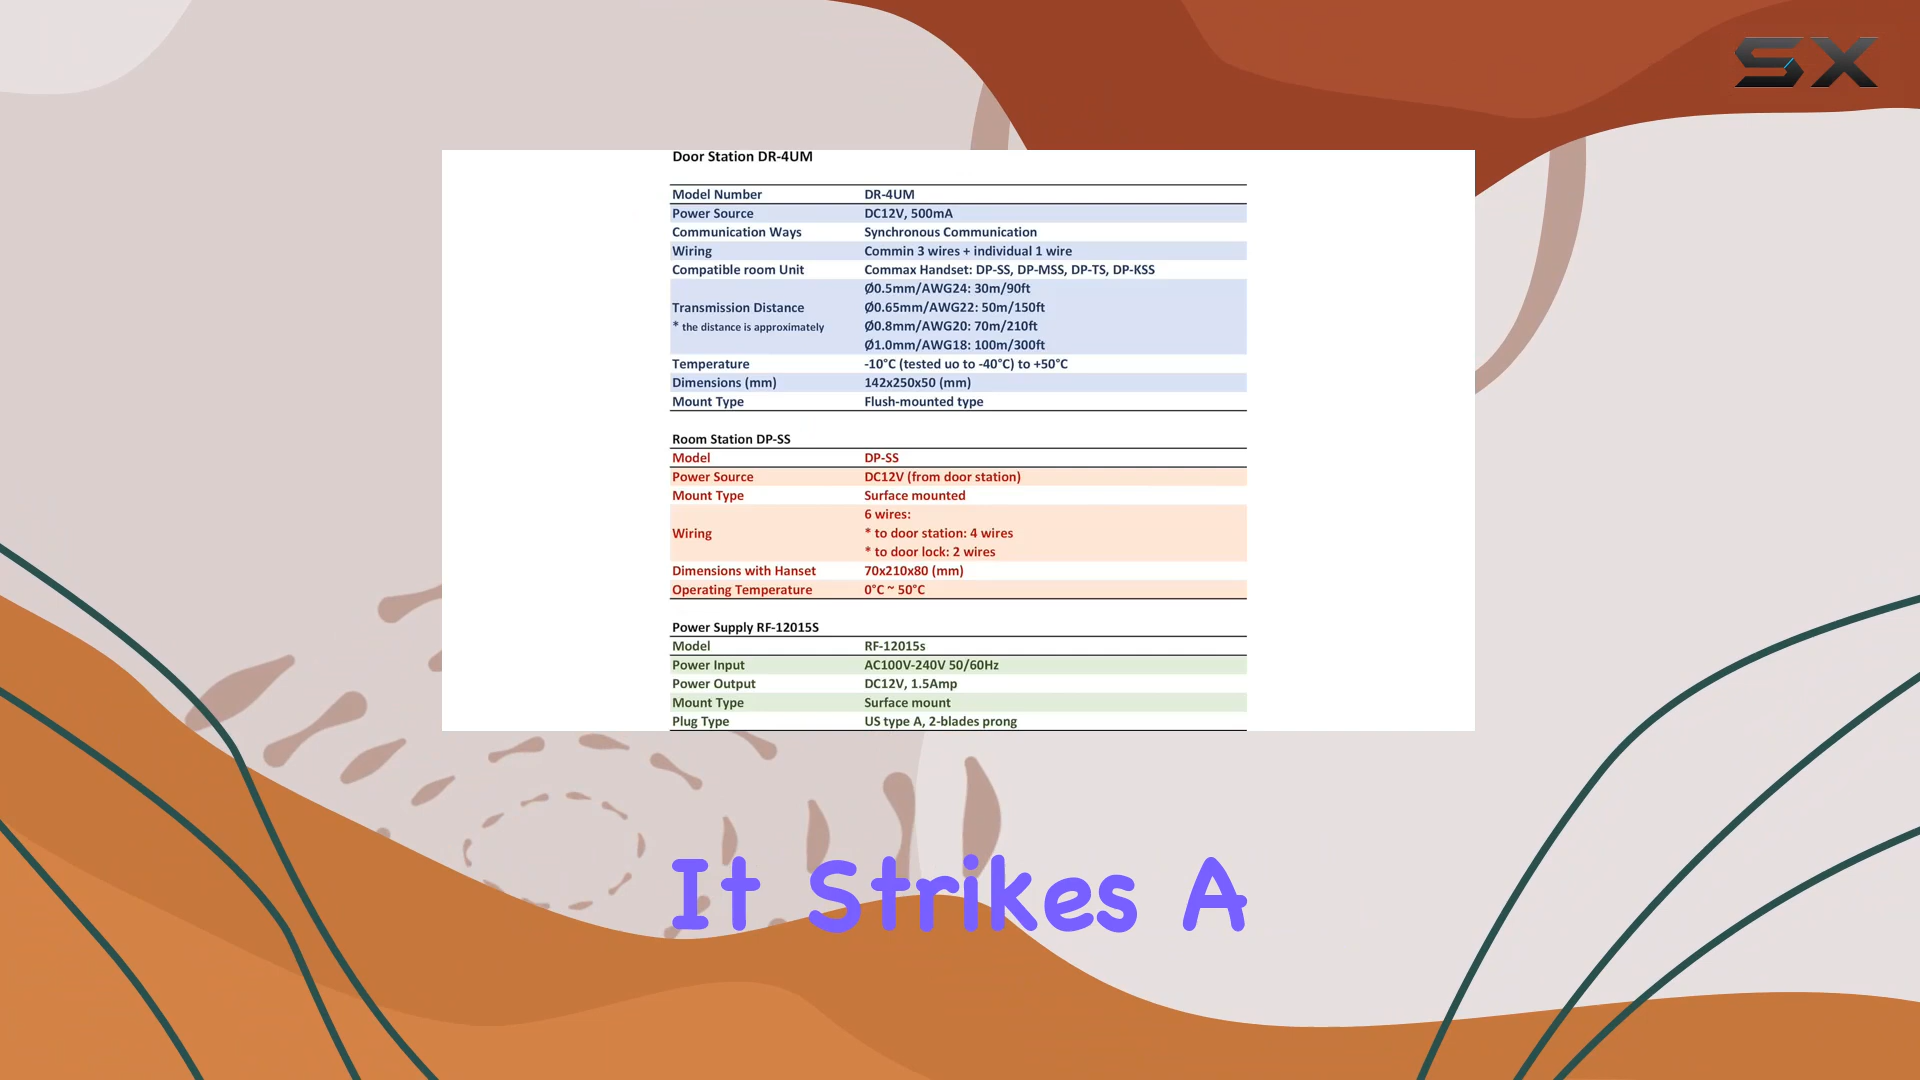 SX
Door Station DR-4UM
Model Number DR-4UM
Power Source DC12V, 500mA
Communication Ways Synchronous Communication
Wiring Commin 3 wires + individual 1 wire
Compatible room Unit Commax Handset: DP-SS, DP-MSS, DP-TS, DP-KSS
Ø0.5mm/AWG24: 30m/90ft
Transmission Distance Ø0.65mm/AWG22: 50m/150ft
* the distance is approximately Ø0.8mm/AWG20: 70m/210ft
Ø1.0mm/AWG18: 100m/300ft
Temperature -10°C (tested uo to -40°C) to +50°C
Dimensions (mm) 142x250x50 (mm)
Mount Type Flush-mounted type
Room Station DP-SS
Model DP-SS
Power Source DC12V (from door station)
Mount Type Surface mounted
6 wires:
Wiring * to door station: 4 wires
* to door lock: 2 wires
Dimensions with Hanset 70x210x80 (mm)
Operating Temperature 0°C ~ 50°C
Power Supply RF-12015S
Model RF-12015s
Power Input AC100V-240V 50/60Hz
Power Output DC12V, 1.5Amp
Mount Type Surface mount
Plug Type US type A, 2-blades prong
It Strikes A